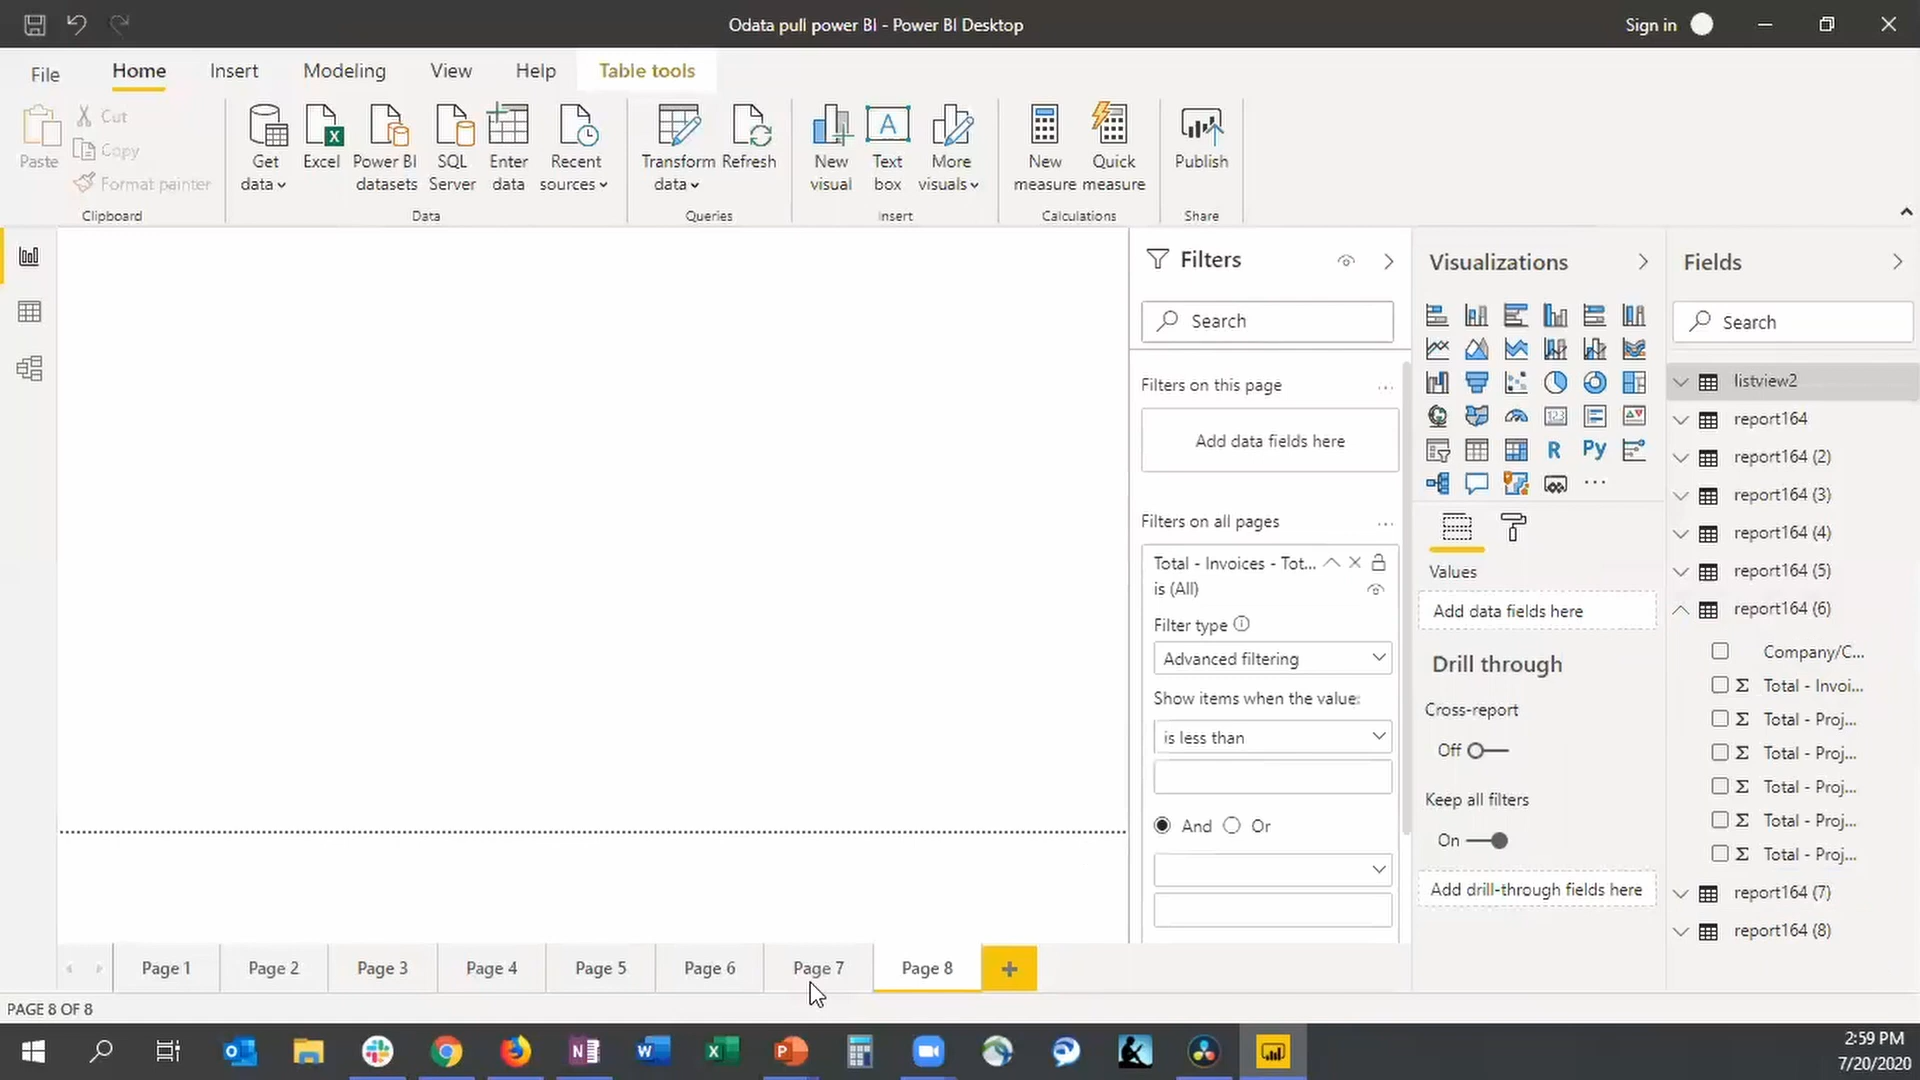 Odata pull power BI - Power BI Desktop
Sign in
File
Home
Insert
Modeling
View
Help
Table tools
Paste
Cut
Copy
Format painter
Clipboard
Get
data
Excel
Power BI
datasets
SQL
Server
Enter
data
Recent
sources
Data
Transform
data
Refresh
Queries
New
visual
A
Text
box
More
visuals
Insert
New
measure
Quick
measure
Calculations
Publish
Share
Filters
Search
Filters on this page
...
Add data fields here
Filters on all pages
...
Total - Invoices - Tot...
is (All)
Filter type
Advanced filtering
Show items when the value:
is less than
And
Or
Visualizations
123
R
Py
...
Values
Add data fields here
Drill through
Cross-report
Off
Keep all filters
On
Add drill-through fields here
Fields
Search
listview2
report164
report164 (2)
report164 (3)
report164 (4)
report164 (5)
report164 (6)
Company/C...
Σ Total - Invoi...
Σ Total - Proj...
Σ Total - Proj...
Σ Total - Proj...
Σ Total - Proj...
Σ Total - Proj...
report164 (7)
report164 (8)
Page 1
Page 2
Page 3
Page 4
Page 5
Page 6
Page 7
Page 8
+
PAGE 8 OF 8
2:59 PM
7/20/2020